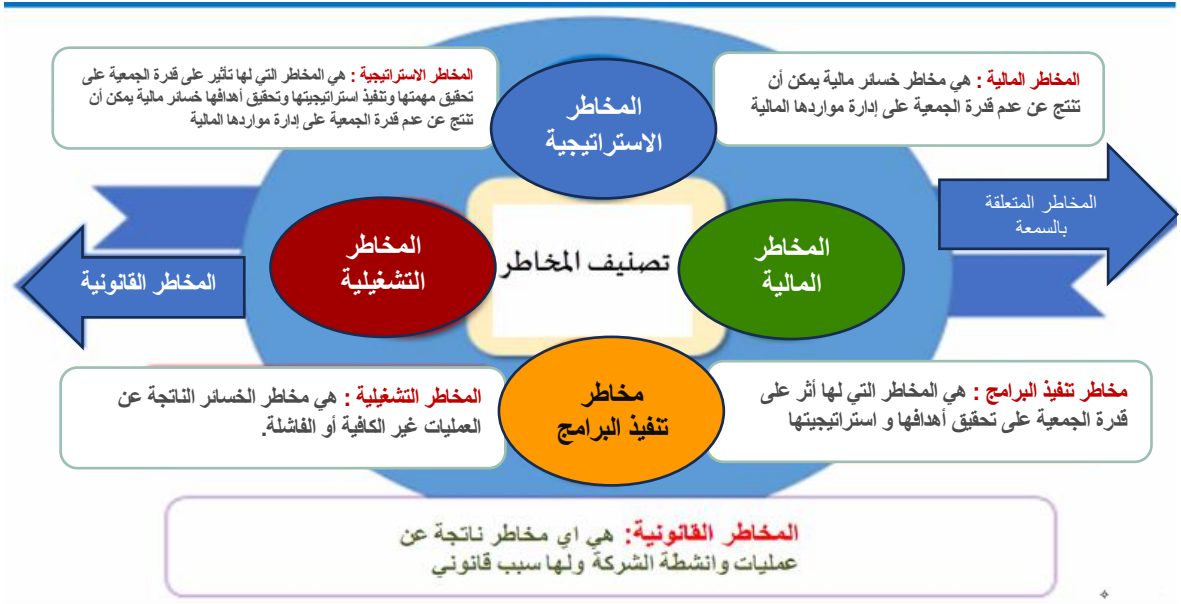 المخاطر المالية : هي مخاطر خسائر مالية يمكن أن
تنتج عن عدم قدرة الجمعية على إدارة مواردها المالية
المخاطر
الاستراتيجية
المخاطر الاستراتيجية : هي المخاطر التي لها تأثير على قدرة الجمعية على
تحقيق مهمتها وتنفيذ استراتيجيتها وتحقيق أهدافها خسائر مالية يمكن أن
تنتج عن عدم قدرة الجمعية على إدارة مواردها المالية
المخاطر المتعلقة
بالسمعة
المخاطر
المالية
تصنيف المخاطر
المخاطر
التشغيلية
المخاطر القانونية
مخاطر تنفيذ البرامج : هي المخاطر التي لها أثر على
قدرة الجمعية على تحقيق أهدافها و استراتيجيتها
مخاطر
تنفيذ البرامج
المخاطر التشغيلية : هي مخاطر الخسائر الناتجة عن
العمليات غير الكافية أو الفاشلة.
المخاطر القانونية: هي اي مخاطر ناتجة عن
عمليات وانشطة الشركة ولها سبب قانوني